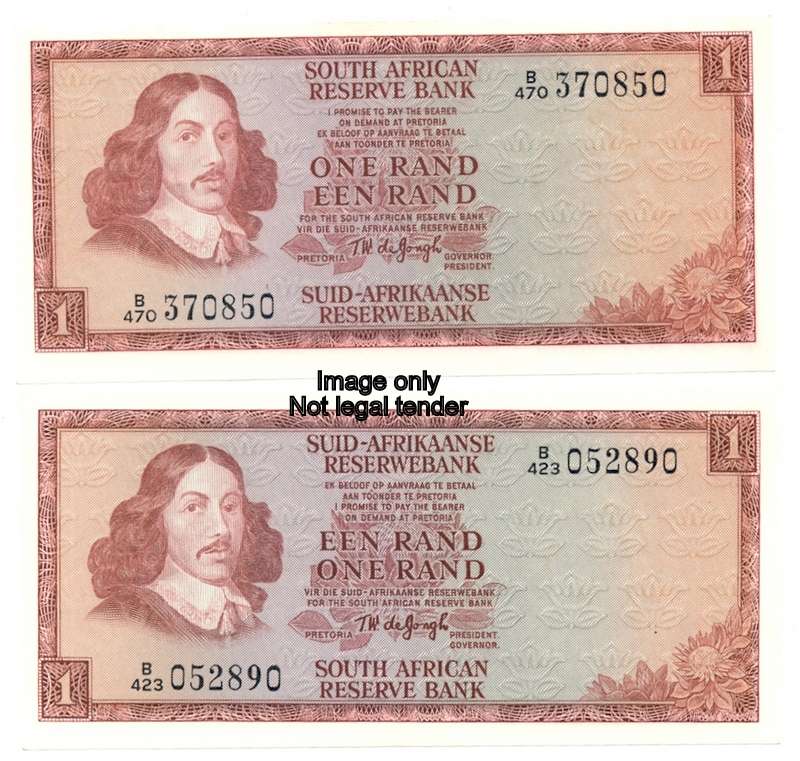 SOUTH AFRICAN
RESERVE BANK
B/470 370850
1
I PROMISE TO PAY THE BEARER
ON DEMAND AT PRETORIA
EK BELOOF OP AANVRAAG TE BETAAL
AAN TOONDER TE PRETORIA
ONE RAND
EEN RAND
FOR THE SOUTH AFRICAN RESERVE BANK
VIR DIE SUID-AFRIKAANSE RESERWEBANK
T.W. de Jongh
PRETORIA GOVERNOR
PRESIDENT.
1
B/470 370850
SUID-AFRIKAANSE
RESERWEBANK
Image only
Not legal tender
SUID-AFRIKAANSE
RESERWEBANK
B/423 052890
1
EK BELOOF OP AANVRAAG TE BETAAL
AAN TOONDER TE PRETORIA
I PROMISE TO PAY THE BEARER
ON DEMAND AT PRETORIA
EEN RAND
ONE RAND
VIR DIE SUID-AFRIKAANSE RESERWEBANK
FOR THE SOUTH AFRICAN RESERVE BANK
T.W. de Jongh
PRETORIA PRESIDENT
GOVERNOR.
1
B/423 052890
SOUTH AFRICAN
RESERVE BANK